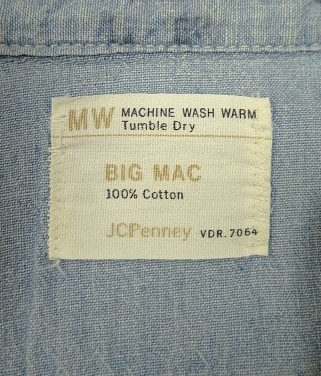 MW MACHINE WASH WARM
Tumble Dry
BIG MAC
100% Cotton
JCPenney VDR. 7064